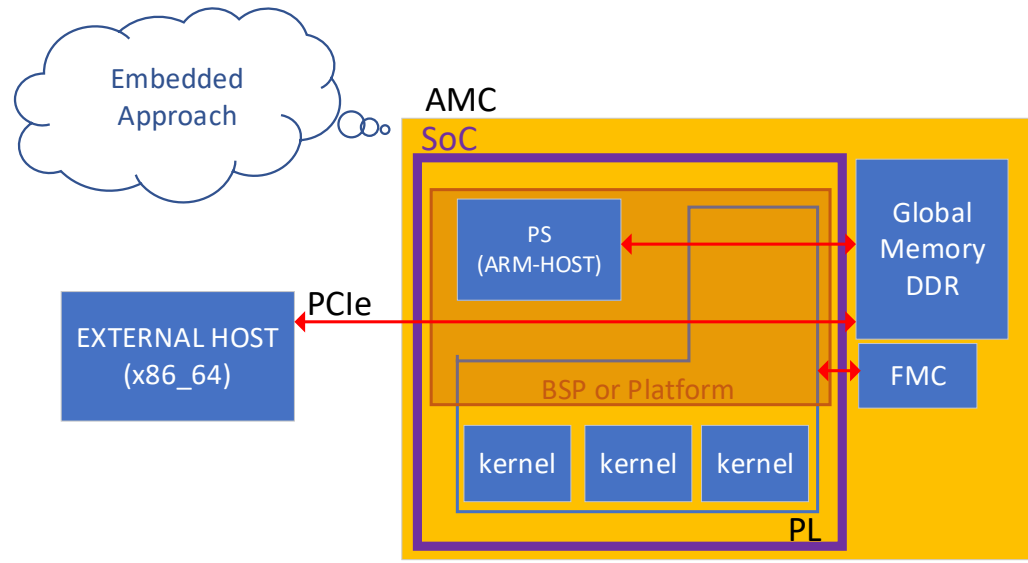 Embedded
Approach
AMC
SoC
PS
(ARM-HOST)
Global
Memory
DDR
PCIe
EXTERNAL HOST
(x86_64)
BSP or Platform
FMC
kernel
kernel
kernel
PL